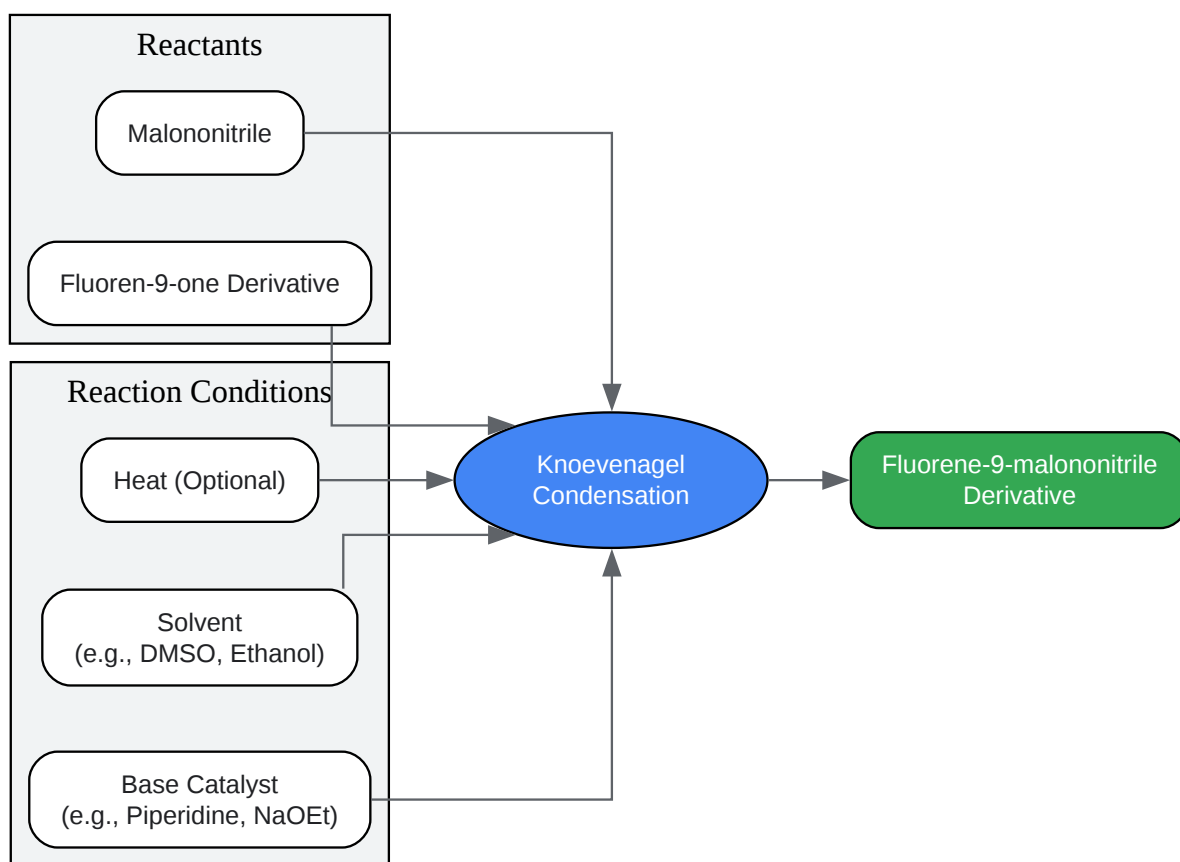 Reactants
Malononitrile
Fluoren-9-one Derivative
Reaction Conditions
Heat (Optional)
Solvent
(e.g., DMSO, Ethanol)
Base Catalyst
(e.g., Piperidine, NaOEt)
Knoevenagel
Condensation
Fluorene-9-malononitrile
Derivative